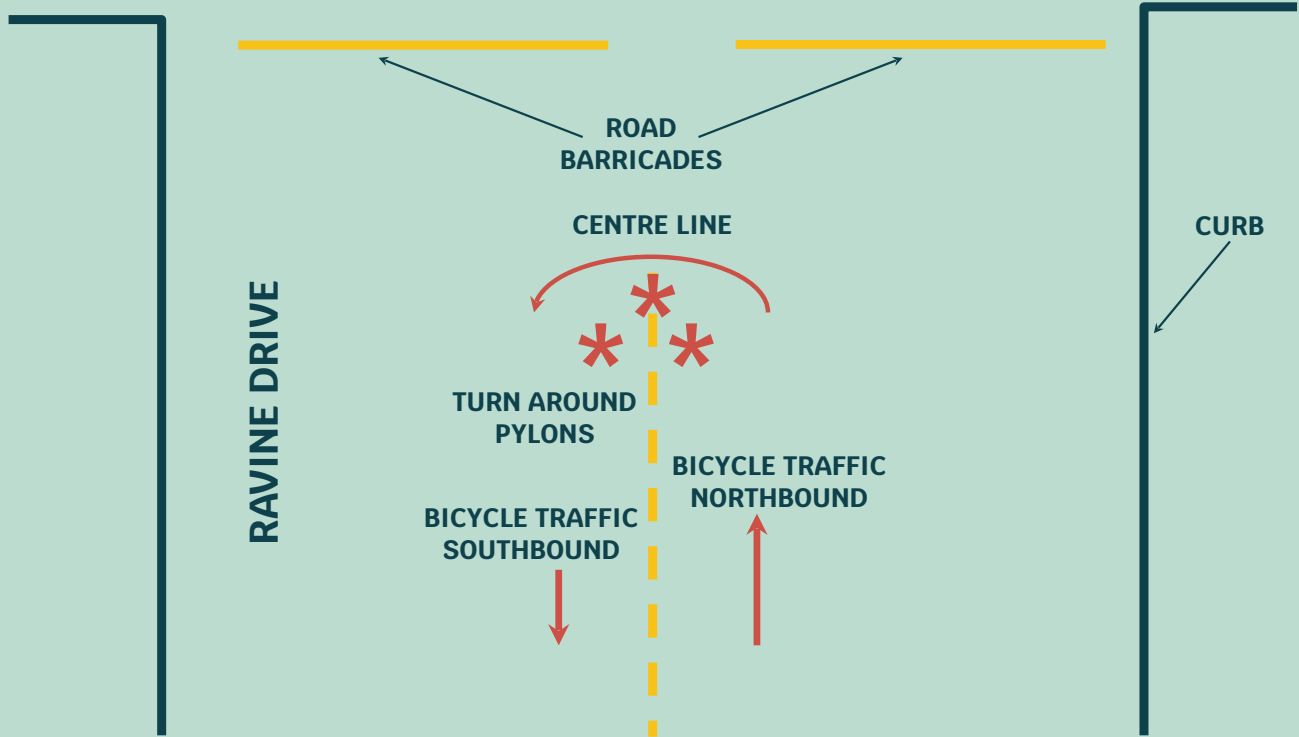 ROAD
BARRICADES
CENTRE LINE
CURB
RAVINE DRIVE
TURN AROUND
PYLONS
BICYCLE TRAFFIC
NORTHBOUND
BICYCLE TRAFFIC
SOUTHBOUND